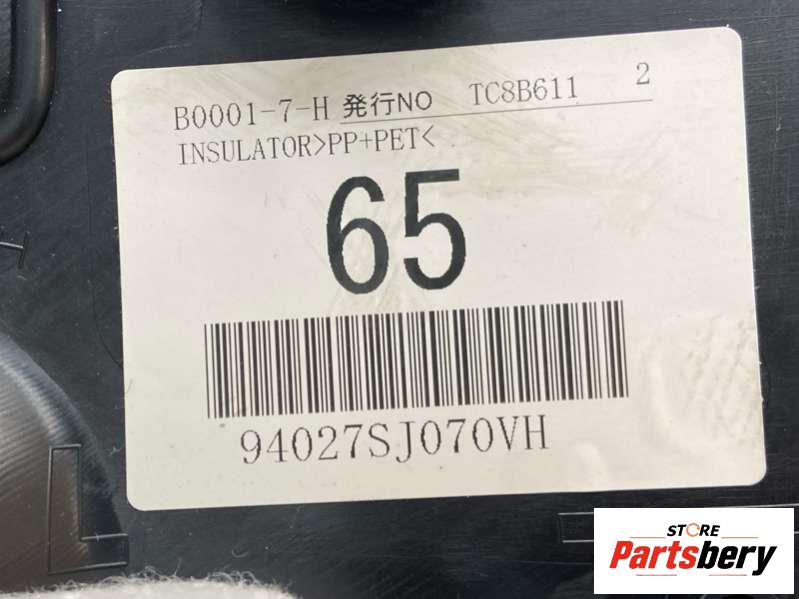 B0001-7-H 発行NO TC8B611 2
INSULATOR>PP+PET<
65
94027SJ070VH
L
STORE
Partsbery